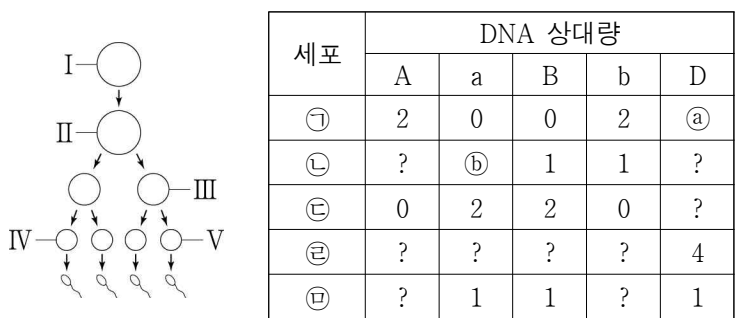 Ⅰ
Ⅱ
Ⅲ
Ⅳ
Ⅴ
세포 DNA 상대량
A a B b D
㉠ 2 0 0 2 ⓐ
㉡ ? ⓑ 1 1 ?
㉢ 0 2 2 0 ?
㉣ ? ? ? ? 4
㉤ ? 1 1 ? 1